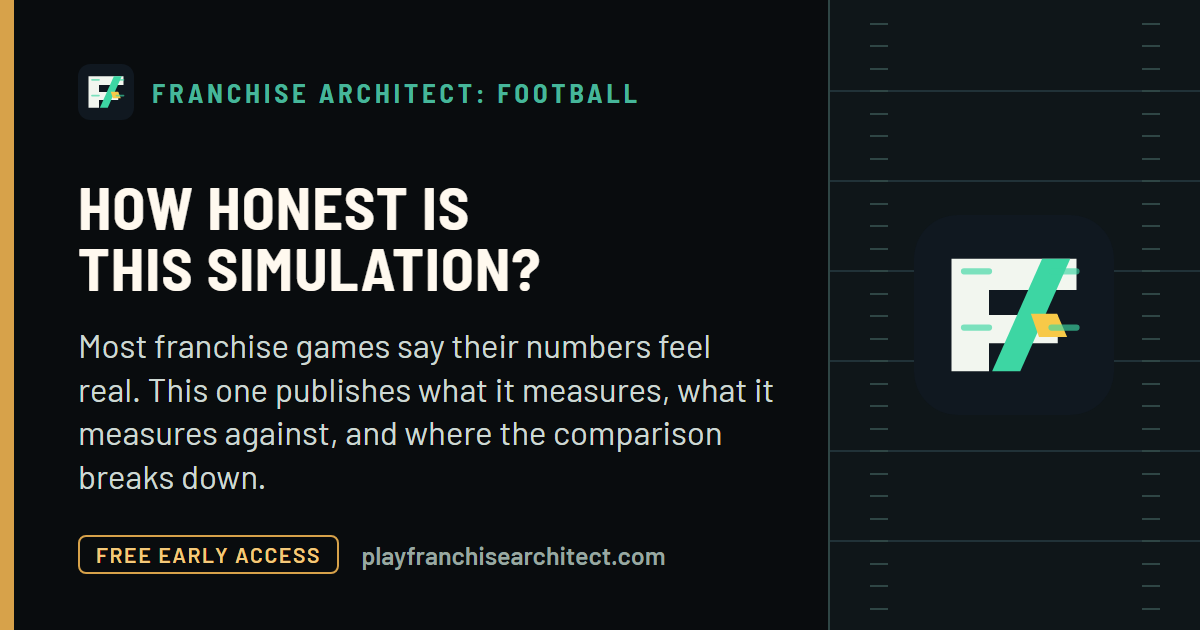 FRANCHISE ARCHITECT: FOOTBALL
HOW HONEST IS
THIS SIMULATION?
Most franchise games say their numbers feel
real. This one publishes what it measures, what it
measures against, and where the comparison
breaks down.
FREE EARLY ACCESS
playfranchisearchitect.com